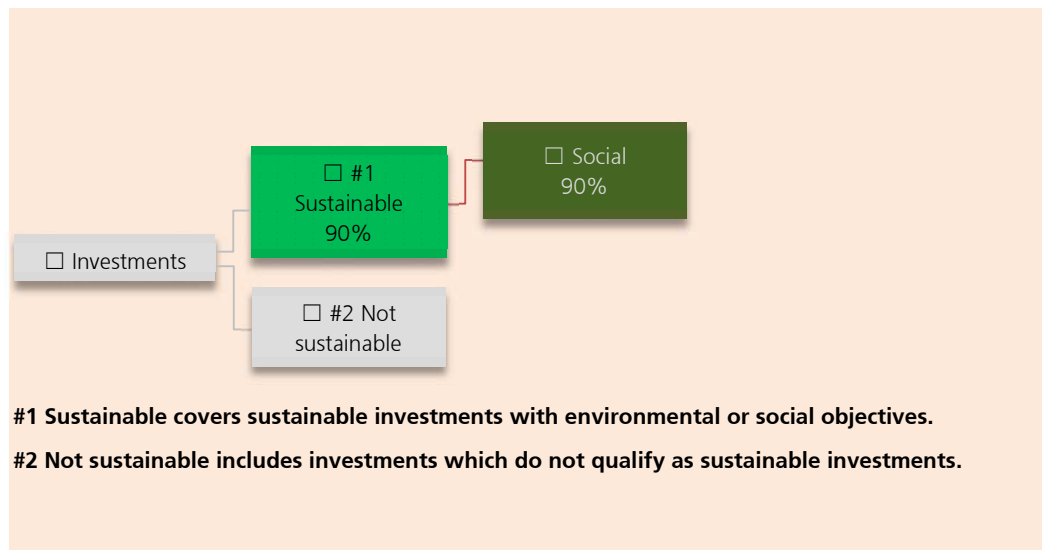 ☐ Investments
☐ #1
Sustainable
90%
☐ Social
90%
☐ #2 Not
sustainable
#1 Sustainable covers sustainable investments with environmental or social objectives.
#2 Not sustainable includes investments which do not qualify as sustainable investments.